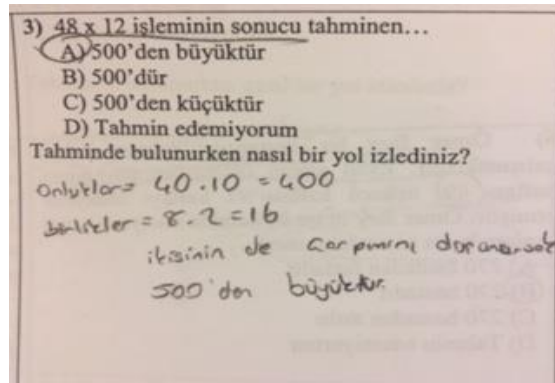 3) 48 x 12 işleminin sonucu tahminen…
A) 500’den büyüktür
B) 500’dür
C) 500’den küçüktür
D) Tahmin edemiyorum
Tahminde bulunurken nasıl bir yol izlediniz?
Onluklar = 40.10 = 400
birlikler = 8.2 = 16
ikisinin de çarpımını
500'den büyüktür.